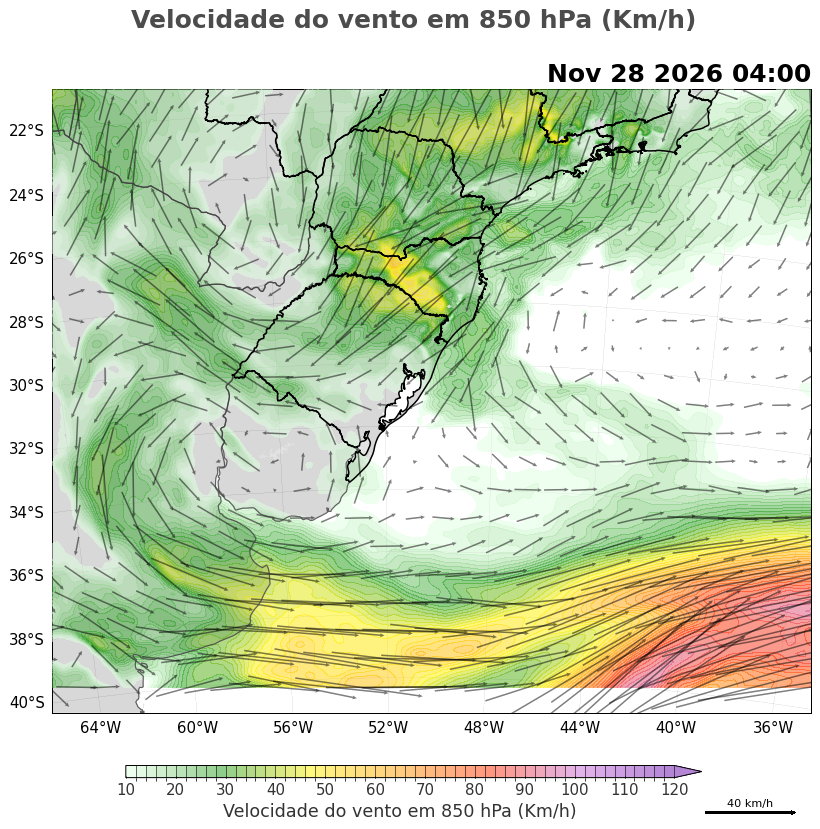 Velocidade do vento em 850 hPa (Km/h)
Nov 28 2026 04:00
22°S
24°S
26°S
28°S
30°S
32°S
34°S
36°S
38°S
40°S
64°W 60°W 56°W 52°W 48°W 44°W 40°W 36°W
10 20 30 40 50 60 70 80 90 100 110 120
Velocidade do vento em 850 hPa (Km/h)
40 km/h